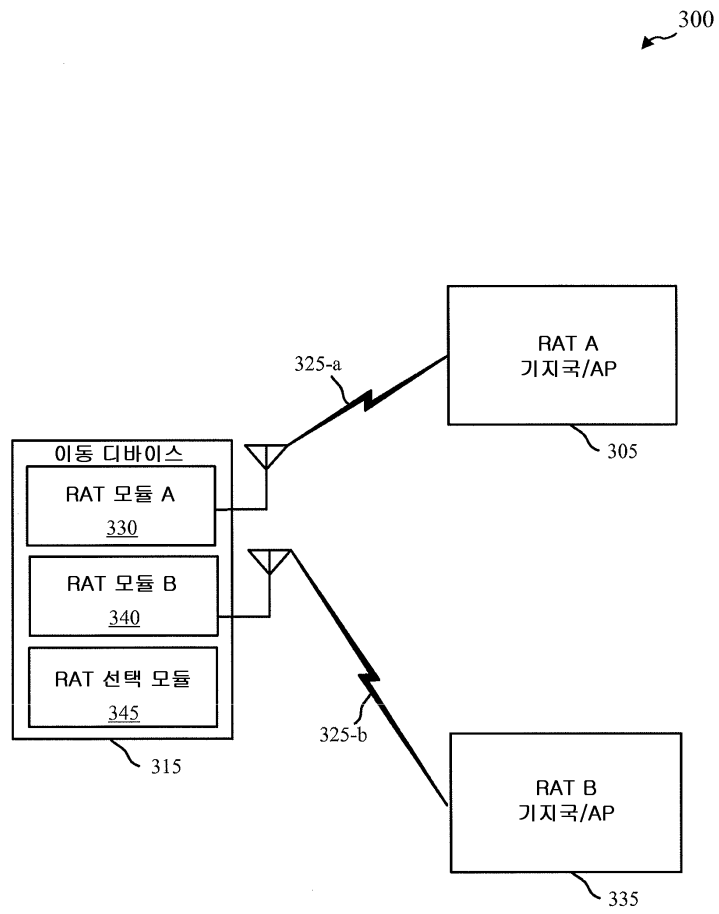 300
RAT A
기지국/AP
305
325-a
이동 디바이스
RAT 모듈 A
330
RAT 모듈 B
340
RAT 선택 모듈
345
315
325-b
RAT B
기지국/AP
335